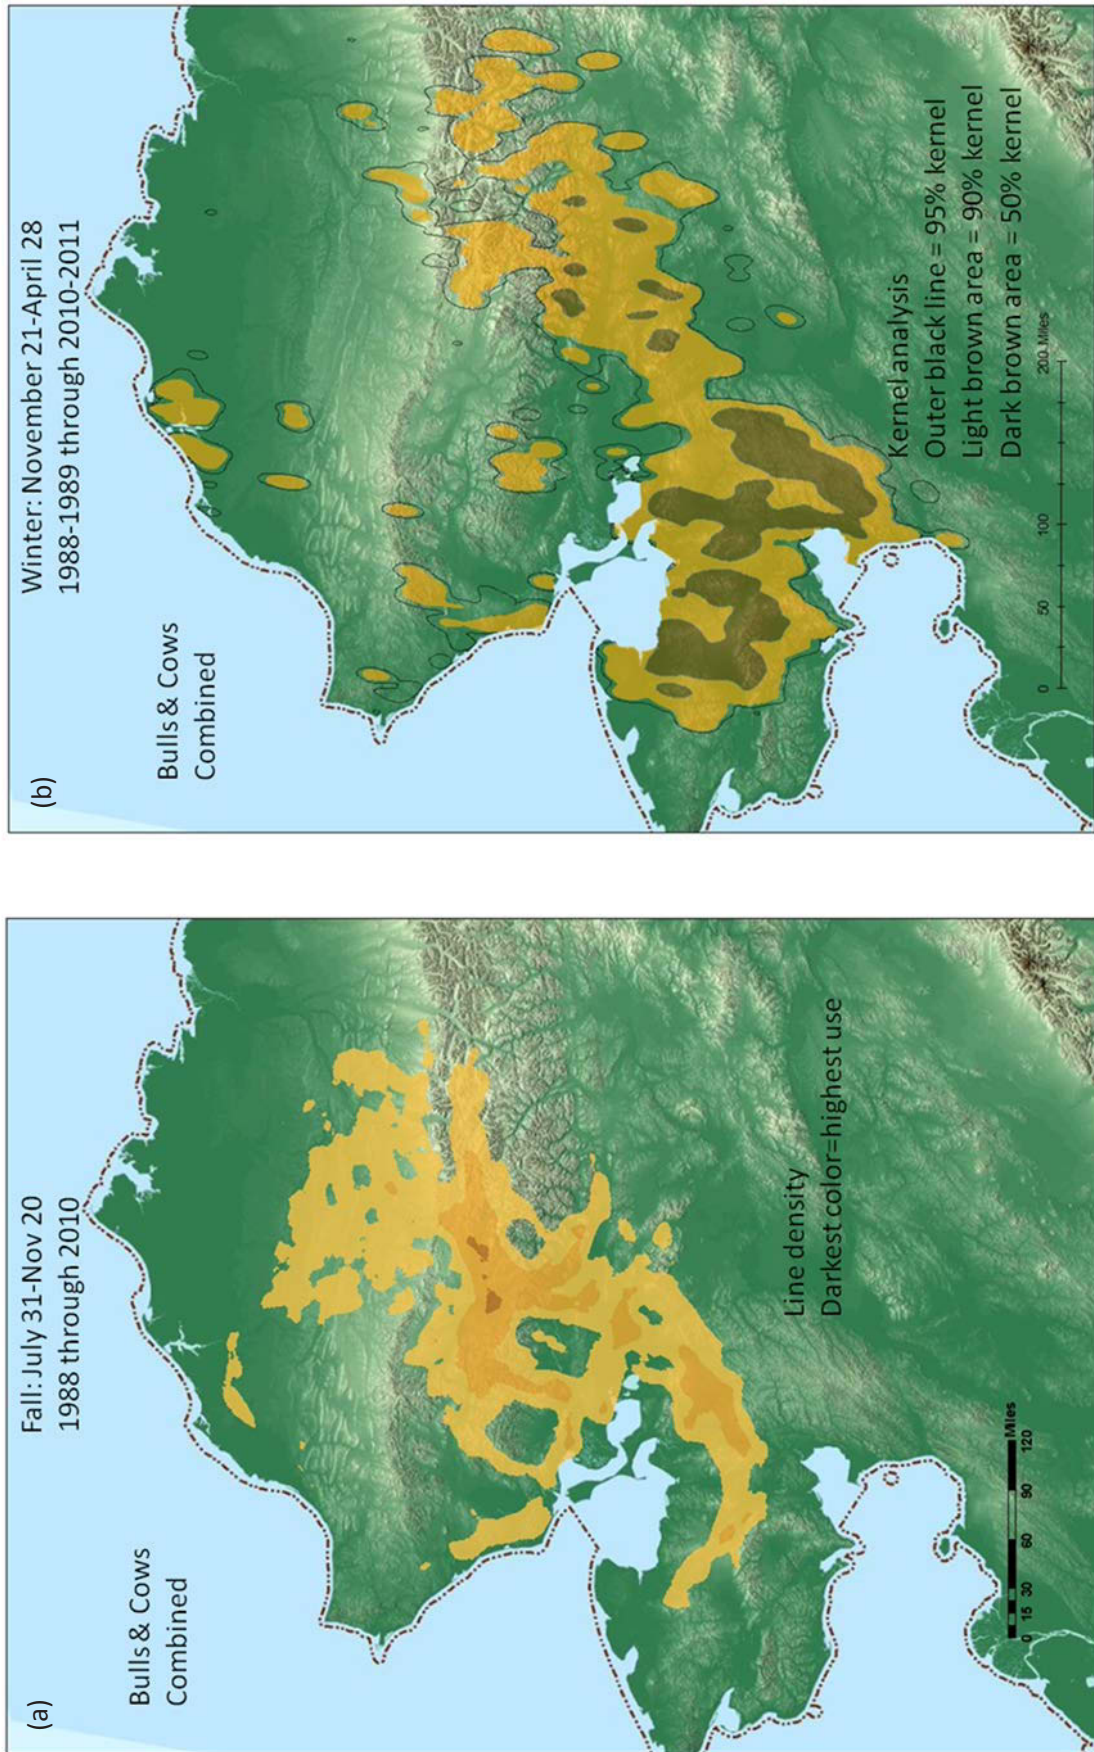 (a)
Fall: July 31-Nov 20
1988 through 2010
Bulls & Cows
Combined
Line density
Darkest color=highest use
Miles
0 15 30 60 90 120
(b)
Winter: November 21-April 28
1988-1989 through 2010-2011
Bulls & Cows
Combined
Kernel analysis
Outer black line = 95% kernel
Light brown area = 90% kernel
Dark brown area = 50% kernel
0 50 100 200 Miles